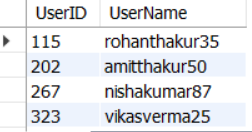 UserID UserName
115 rohanthakur35
202 amitthakur50
267 nishakumar87
323 vikasverma25